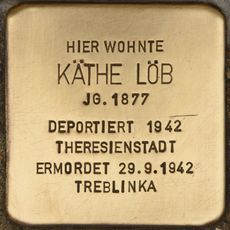 HIER WOHNTE
KÄTHE LÖB
JG. 1877
DEPORTIERT 1942
THERESIENSTADT
ERMORDET 29.9.1942
TREBLINKA